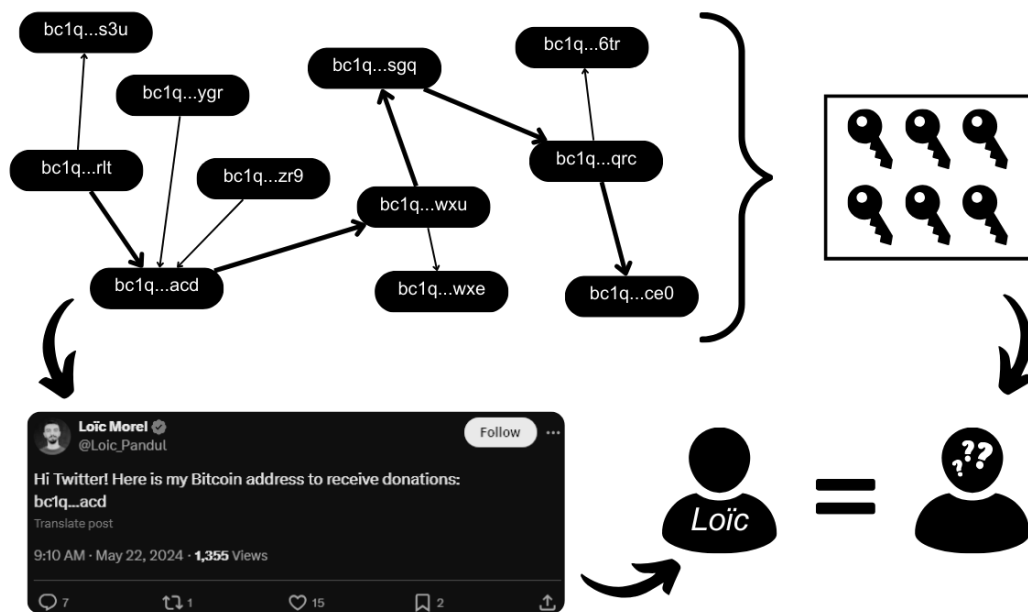 bc1q...s3u
bc1q...ygr
bc1q...rlt
bc1q...zr9
bc1q...acd
bc1q...sgq
bc1q...wxu
bc1q...wxe
bc1q...6tr
bc1q...qrc
bc1q...ce0
Loïc Morel
@Loic_Pandul
Follow
Hi Twitter! Here is my Bitcoin address to receive donations:
bc1q...acd
Translate post
9:10 AM · May 22, 2024 · 1,355 Views
7 1 15 2
Loïc
=
???